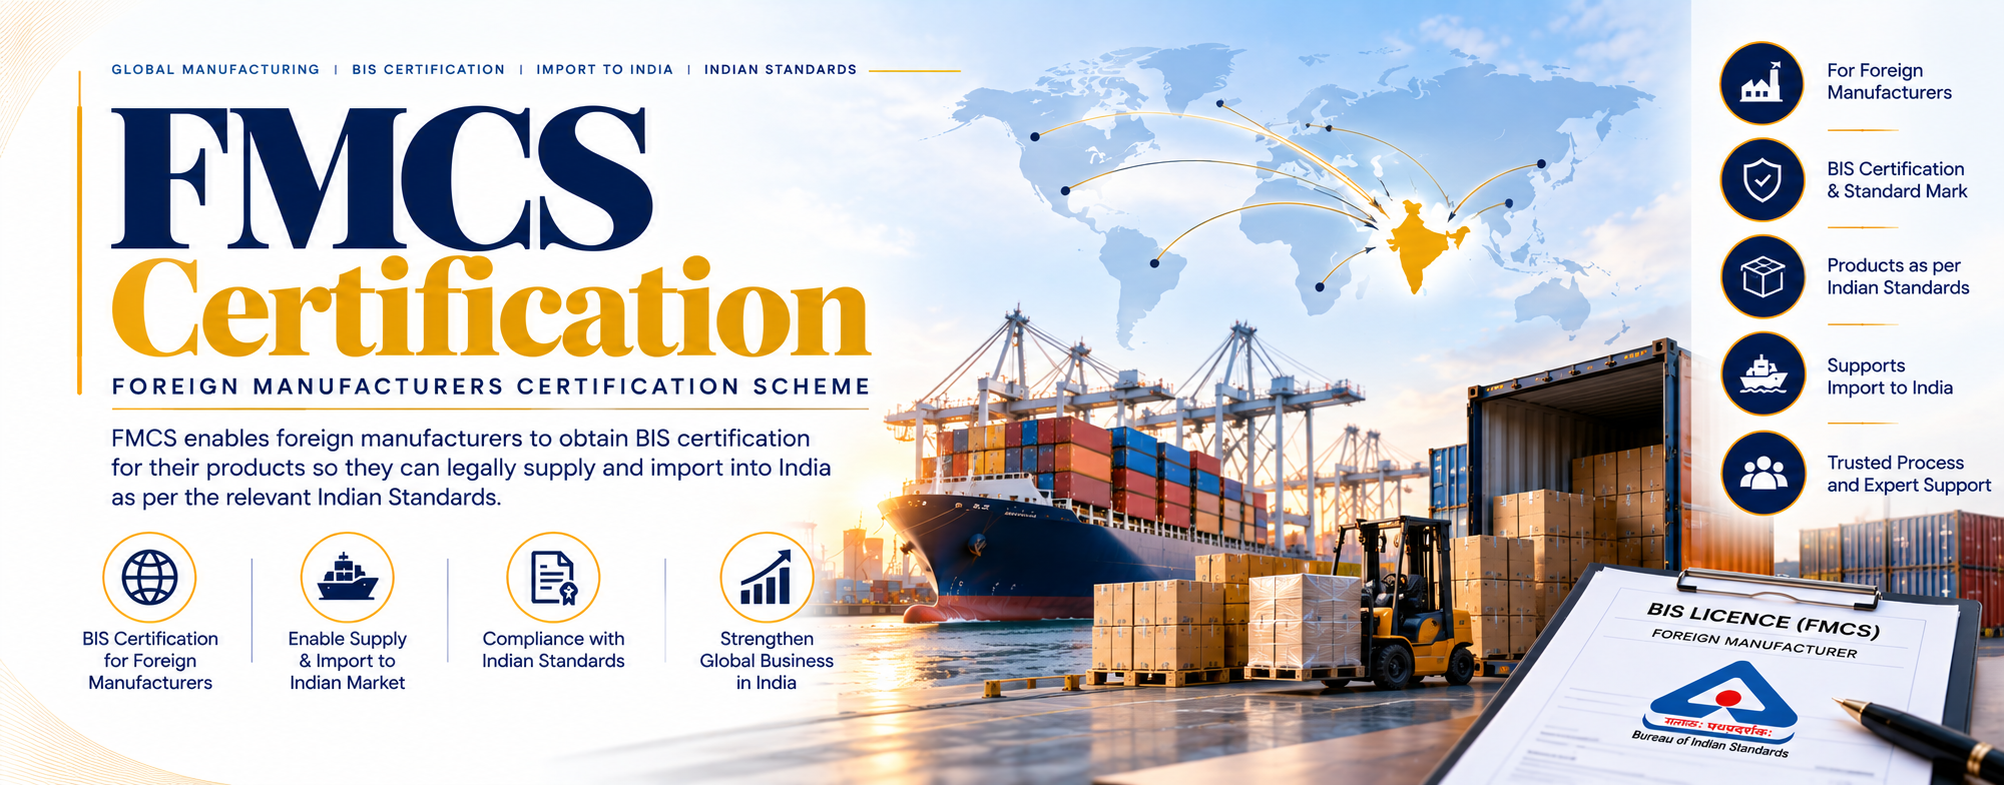 GLOBAL MANUFACTURING | BIS CERTIFICATION | IMPORT TO INDIA | INDIAN STANDARDS
FMCS
Certification
FOREIGN MANUFACTURERS CERTIFICATION SCHEME
FMCS enables foreign manufacturers to obtain BIS certification
for their products so they can legally supply and import into India
as per the relevant Indian Standards.
BIS Certification
for Foreign
Manufacturers
Enable Supply
& Import to
Indian Market
Compliance with
Indian Standards
Strengthen
Global Business
in India
For Foreign
Manufacturers
BIS Certification
& Standard Mark
Products as per
Indian Standards
Supports
Import to India
Trusted Process
and Expert Support
BIS LICENCE (FMCS)
FOREIGN MANUFACTURER
Bureau of Indian Standards